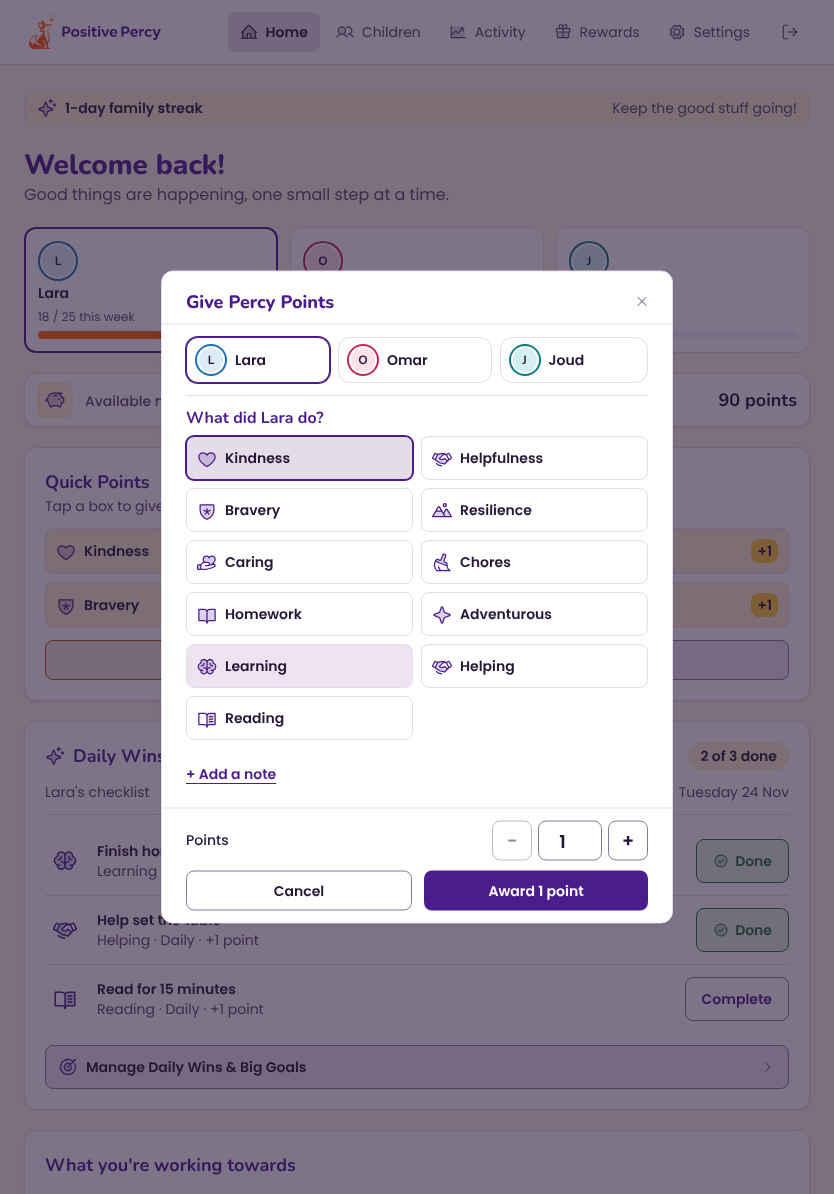 Positive Percy
Home
Children
Activity
Rewards
Settings
1-day family streak
Keep the good stuff going!
Welcome back!
Good things are happening, one small step at a time.
L
O
J
Lara
18 / 25 this week
Available
90 points
Quick Points
Tap a box to give
Kindness
+1
Bravery
+1
Give Percy Points
L
Lara
O
Omar
J
Joud
What did Lara do?
Kindness
Helpfulness
Bravery
Resilience
Caring
Chores
Homework
Adventurous
Learning
Helping
Reading
+ Add a note
Points
−
1
+
Cancel
Award 1 point
Daily Wins
2 of 3 done
Lara's checklist
Tuesday 24 Nov
Finish
Learning
Done
Help set the table
Helping · Daily · +1 point
Done
Read for 15 minutes
Reading · Daily · +1 point
Complete
Manage Daily Wins & Big Goals
What you're working towards